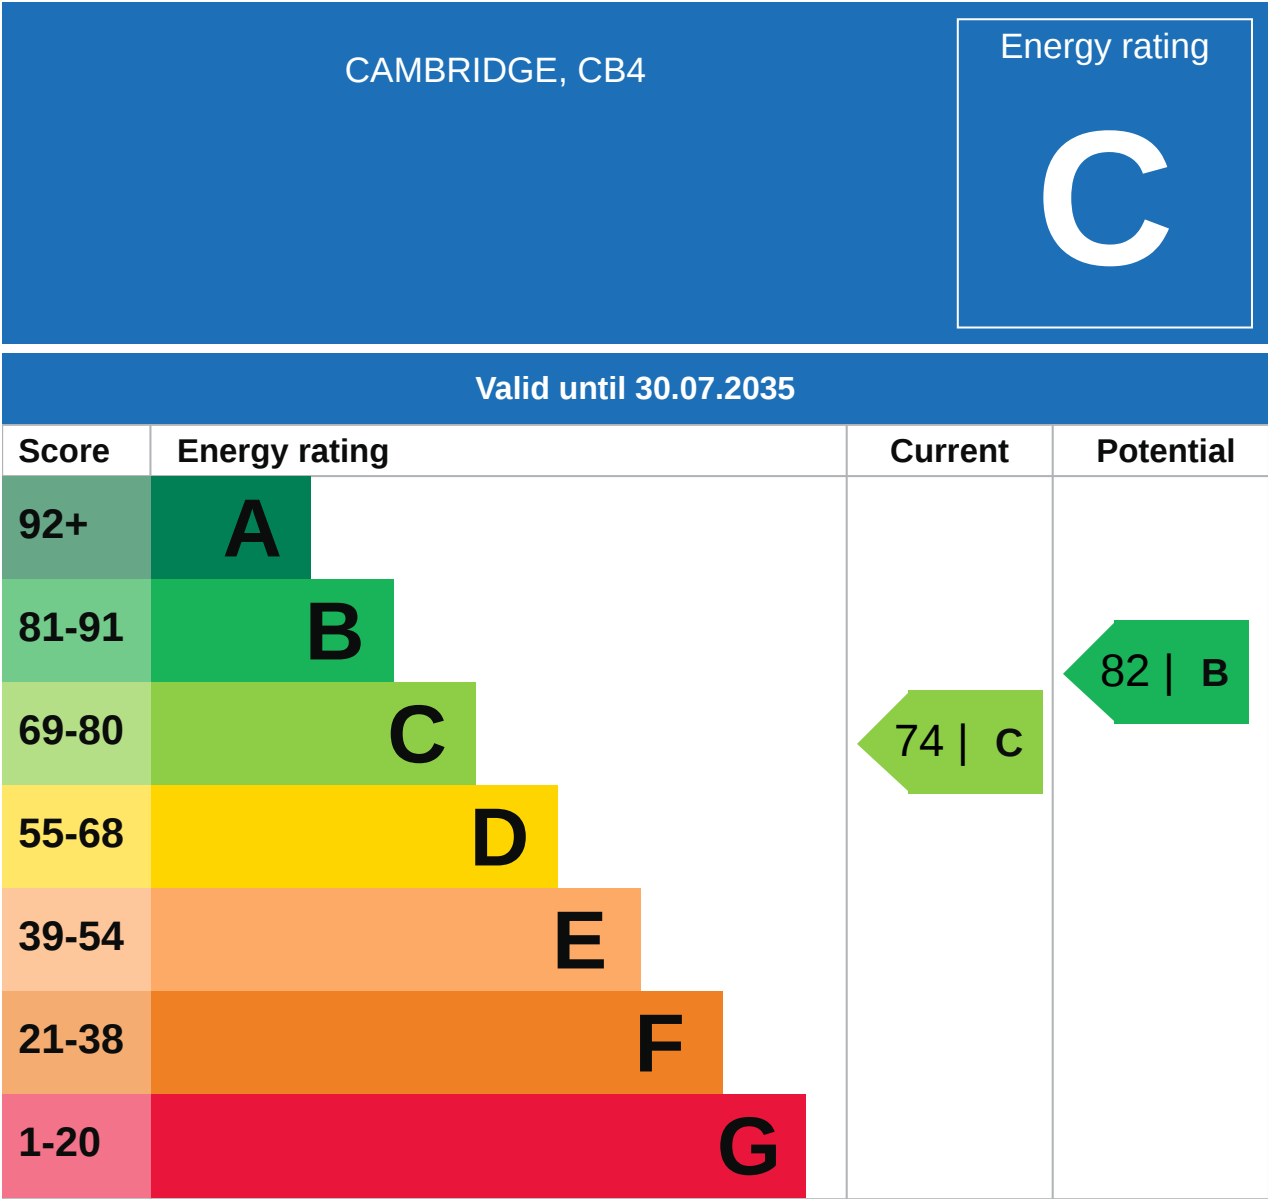 CAMBRIDGE, CB4
Energy rating
C
Valid until 30.07.2035
Score Energy rating Current Potential
92+ A
81-91 B
82 | B
69-80 C
74 | C
55-68 D
39-54 E
21-38 F
1-20 G